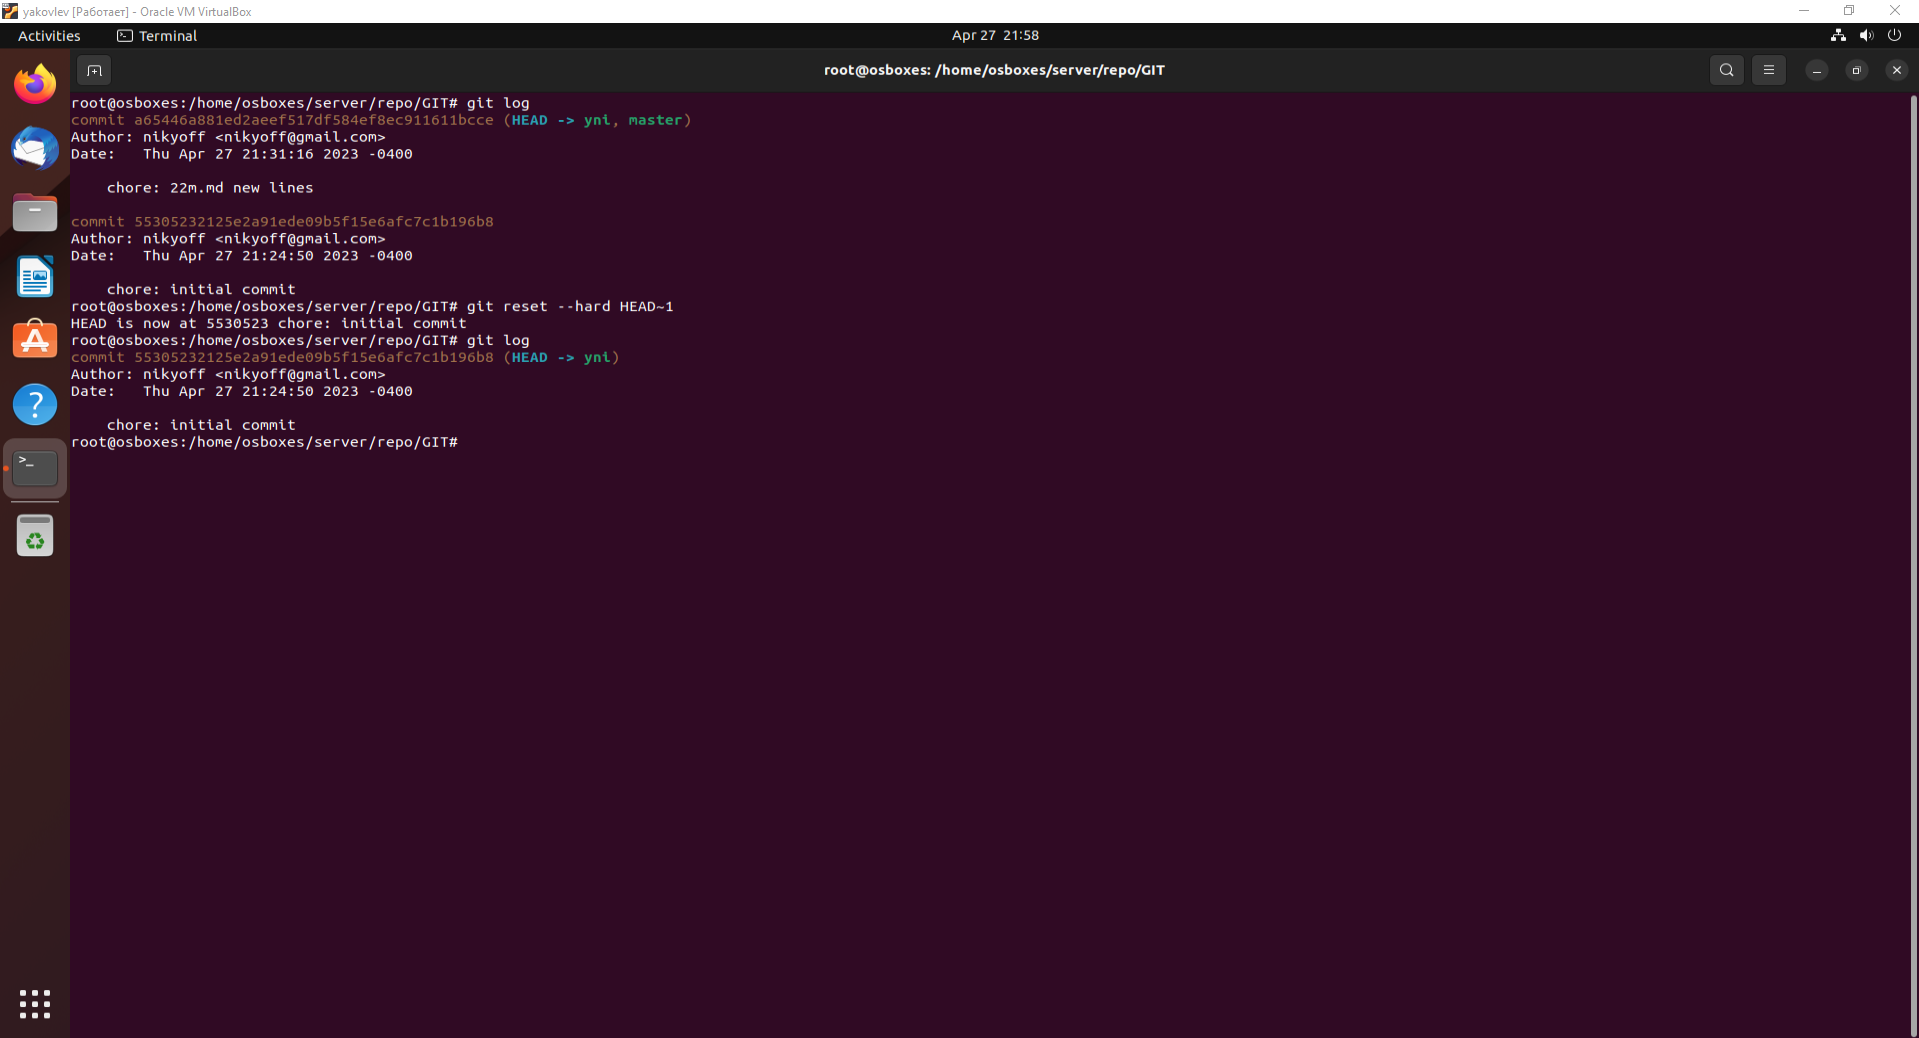 yakovlev [Работает] - Oracle VM VirtualBox
Activities
Terminal
Apr 27 21:58
root@osboxes: /home/osboxes/server/repo/GIT
root@osboxes:/home/osboxes/server/repo/GIT# git log
commit a65446a881ed2aeef517df584ef8ec911611bcce (HEAD -> yni, master)
Author: nikyoff <nikyoff@gmail.com>
Date:   Thu Apr 27 21:31:16 2023 -0400
    chore: 22m.md new lines
commit 55305232125e2a91ede09b5f15e6afc7c1b196b8
Author: nikyoff <nikyoff@gmail.com>
Date:   Thu Apr 27 21:24:50 2023 -0400
    chore: initial commit
root@osboxes:/home/osboxes/server/repo/GIT# git reset --hard HEAD~1
HEAD is now at 5530523 chore: initial commit
root@osboxes:/home/osboxes/server/repo/GIT# git log
commit 55305232125e2a91ede09b5f15e6afc7c1b196b8 (HEAD -> yni)
Author: nikyoff <nikyoff@gmail.com>
Date:   Thu Apr 27 21:24:50 2023 -0400
    chore: initial commit
root@osboxes:/home/osboxes/server/repo/GIT#